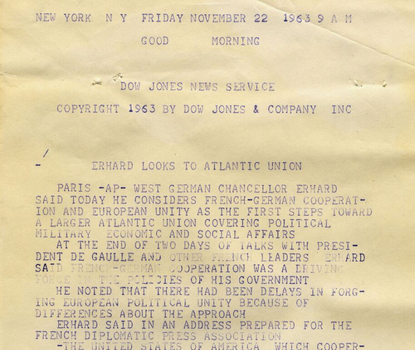 NEW YORK N Y FRIDAY NOVEMBER 22 1963 9 A M
GOOD MORNING
DOW JONES NEWS SERVICE
COPYRIGHT 1963 BY DOW JONES & COMPANY INC
/
- ERHARD LOOKS TO ATLANTIC UNION
PARIS -AP- WEST GERMAN CHANCELLOR ERHARD
SAID TODAY HE CONSIDERS FRENCH-GERMAN COOPERAT-
ION AND EUROPEAN UNITY AS THE FIRST STEPS TOWARD
A LARGER ATLANTIC UNION COVERING POLITICAL
MILITARY ECONOMIC AND SOCIAL AFFAIRS
AT THE END OF TWO DAYS OF TALKS WITH PRESI-
DENT DE GAULLE AND OTHER FRENCH LEADERS ERHARD
SAID FRENCH-GERMAN COOPERATION WAS A DRIVING
THE POLICIES OF HIS GOVERNMENT
HE NOTED THAT THERE HAD BEEN DELAYS IN FORG-
ING EUROPEAN POLITICAL UNITY BECAUSE OF
DIFFERENCES ABOUT THE APPROACH
ERHARD SAID IN AN ADDRESS PREPARED FOR THE
FRENCH DIPLOMATIC PRESS ASSOCIATION
-THE UNITED STATES OF AMERICA WHICH COOPER-